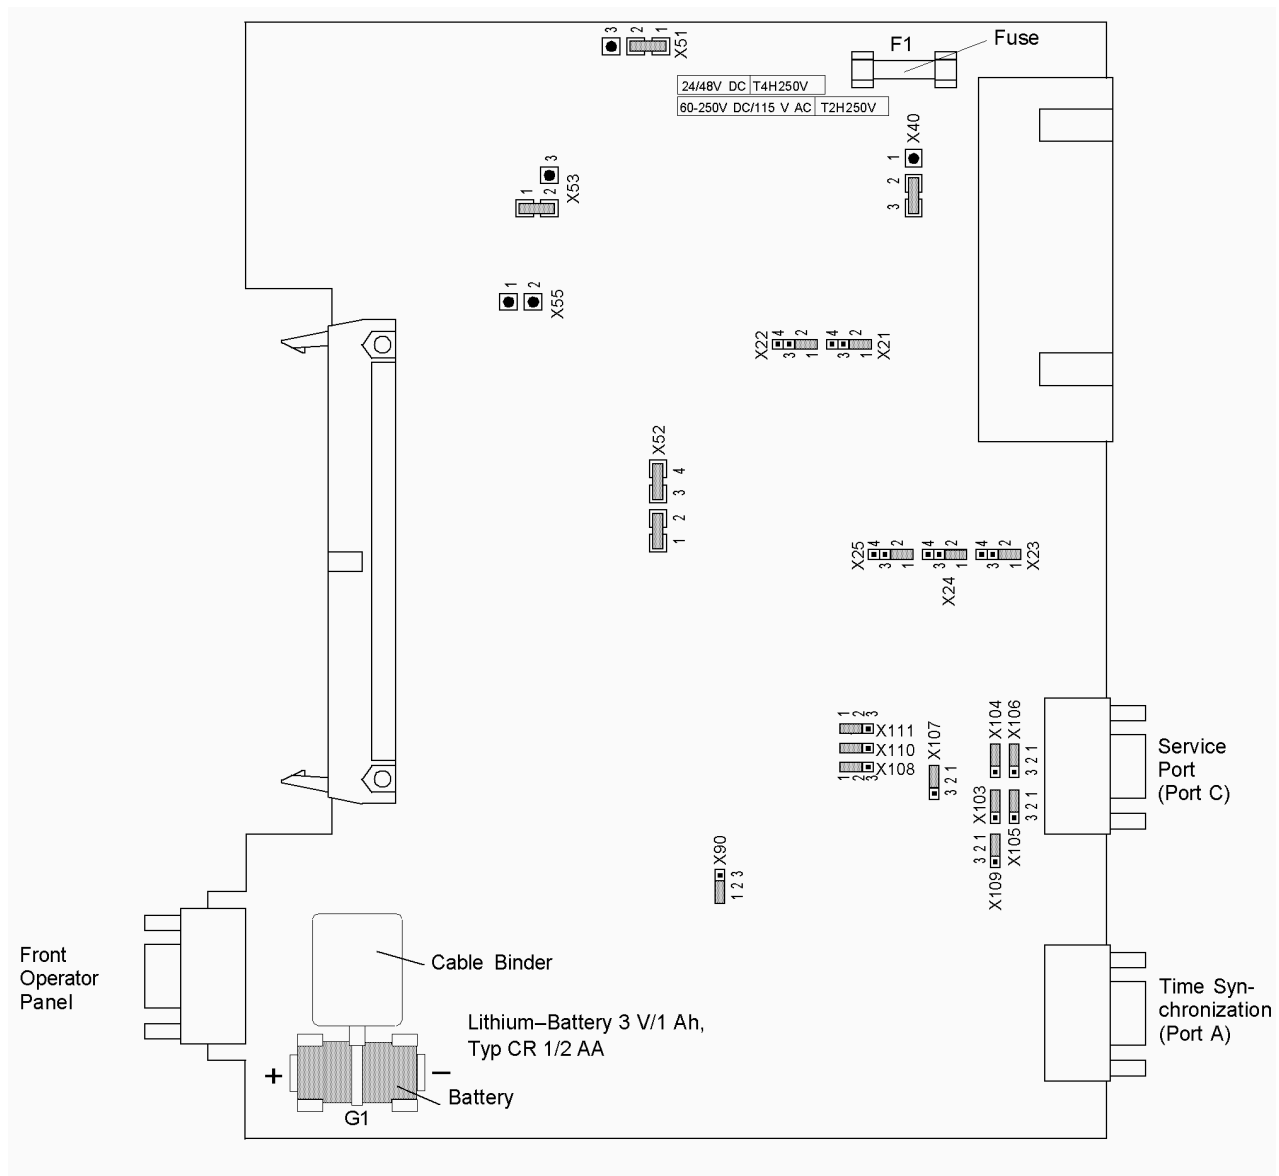 3 2 1
X51
F1
Fuse
24/48V DC T4H250V
60-250V DC/115 V AC T2H250V
X40
1 2 3
3
1 2
X53
1 2
X55
X22
4 2
3 1
4 2
3 1
X21
X52
4
3
2
1
X25
4 2
3 1
4 2
3 1
X24
4 2
3 1
X23
1 2 3
X111
X110
X108
1 2 3
X107
3 2 1
X104
X106
3 2 1
Service
Port
(Port C)
X103
3 2 1
X105
3 2 1
X109
X90
1 2 3
Front
Operator
Panel
Cable Binder
Time Syn-
chronization
(Port A)
Lithium–Battery 3 V/1 Ah,
Typ CR 1/2 AA
+ –
Battery
G1